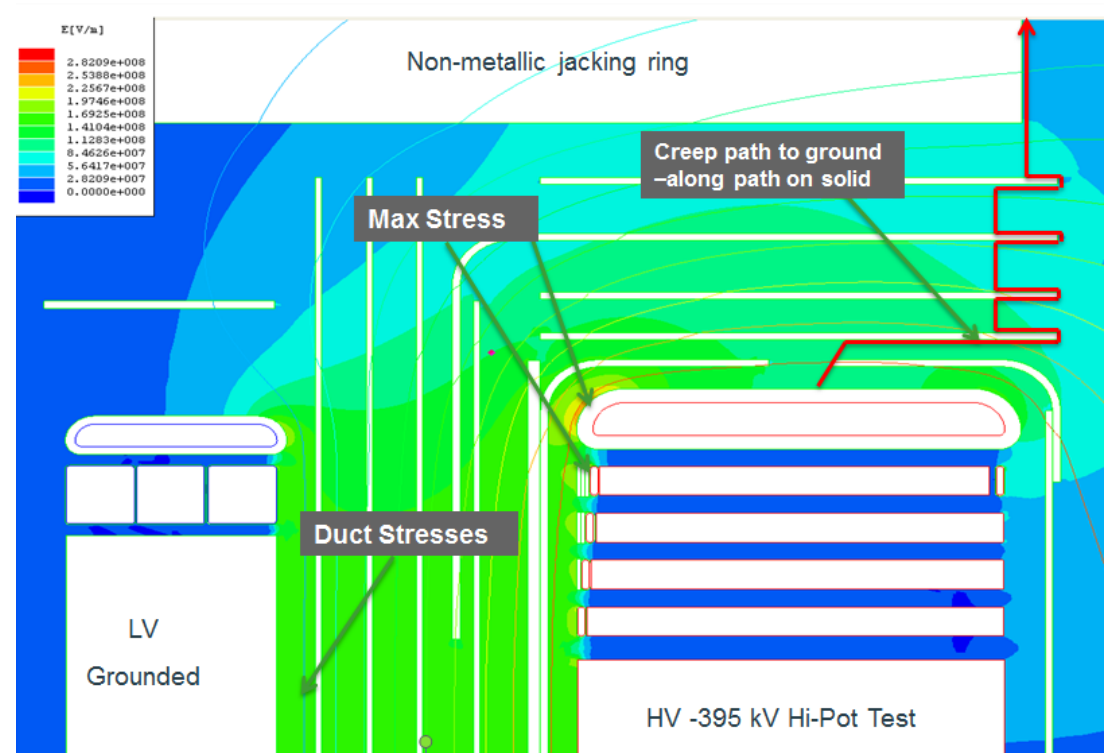 E[V/m]
2.8209e+008
2.5388e+008
2.2567e+008
1.9746e+008
1.6925e+008
1.4104e+008
1.1283e+008
8.4626e+007
5.6417e+007
2.8209e+007
0.0000e+000
Non-metallic jacking ring
Creep path to ground
–along path on solid
Max Stress
Duct Stresses
LV
Grounded
HV -395 kV Hi-Pot Test